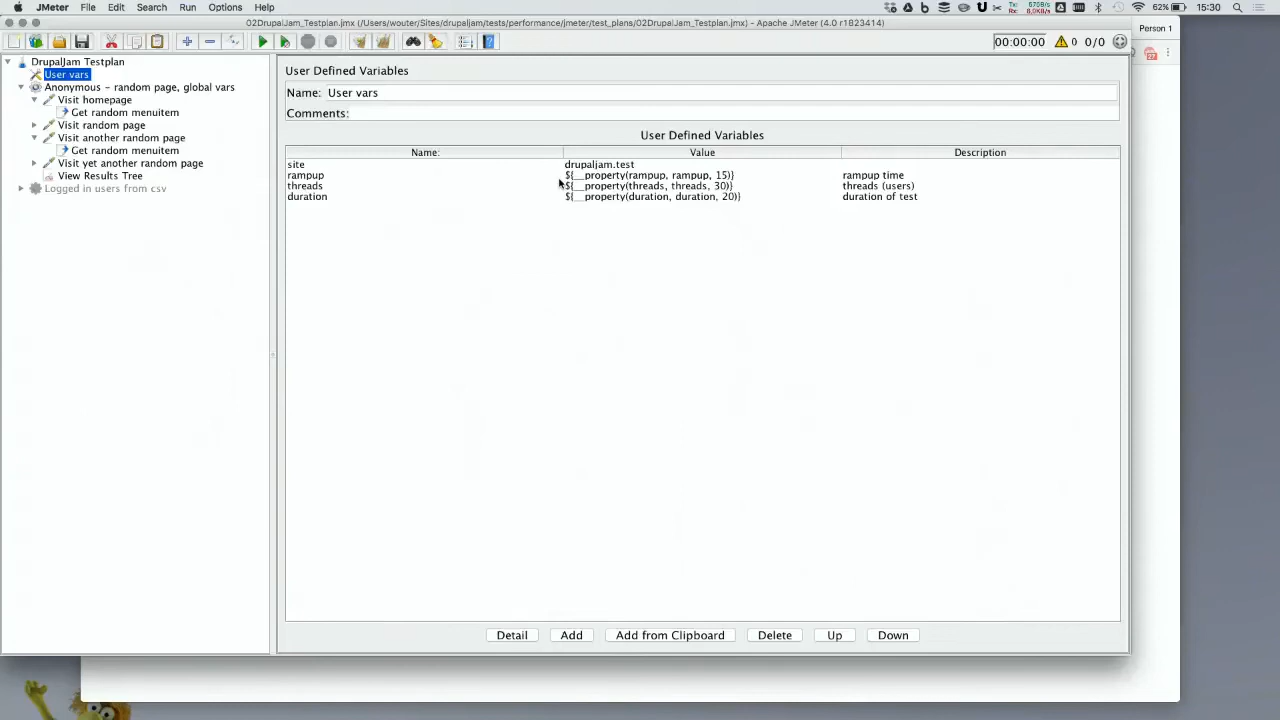 JMeter File Edit Search Run Options Help 62% 15:30
02DrupalJam_Testplan.jmx (/Users/wouter/Sites/drupaljam/tests/performance/jmeter/test_plans/02DrupalJam_Testplan.jmx) - Apache JMeter (4.0 r1823414)
Person 1
00:00:00 0 0/0
27
DrupalJam Testplan
User vars
Anonymous - random page, global vars
Visit homepage
Get random menuitem
Visit random page
Visit another random page
Get random menuitem
Visit yet another random page
View Results Tree
Logged in users from csv
User Defined Variables
Name: User vars
Comments:
User Defined Variables
Name: Value Description
site drupaljam.test
rampup ${__property(rampup, rampup, 15)} rampup time
threads ${__property(threads, threads, 30)} threads (users)
duration ${__property(duration, duration, 20)} duration of test
Detail Add Add from Clipboard Delete Up Down